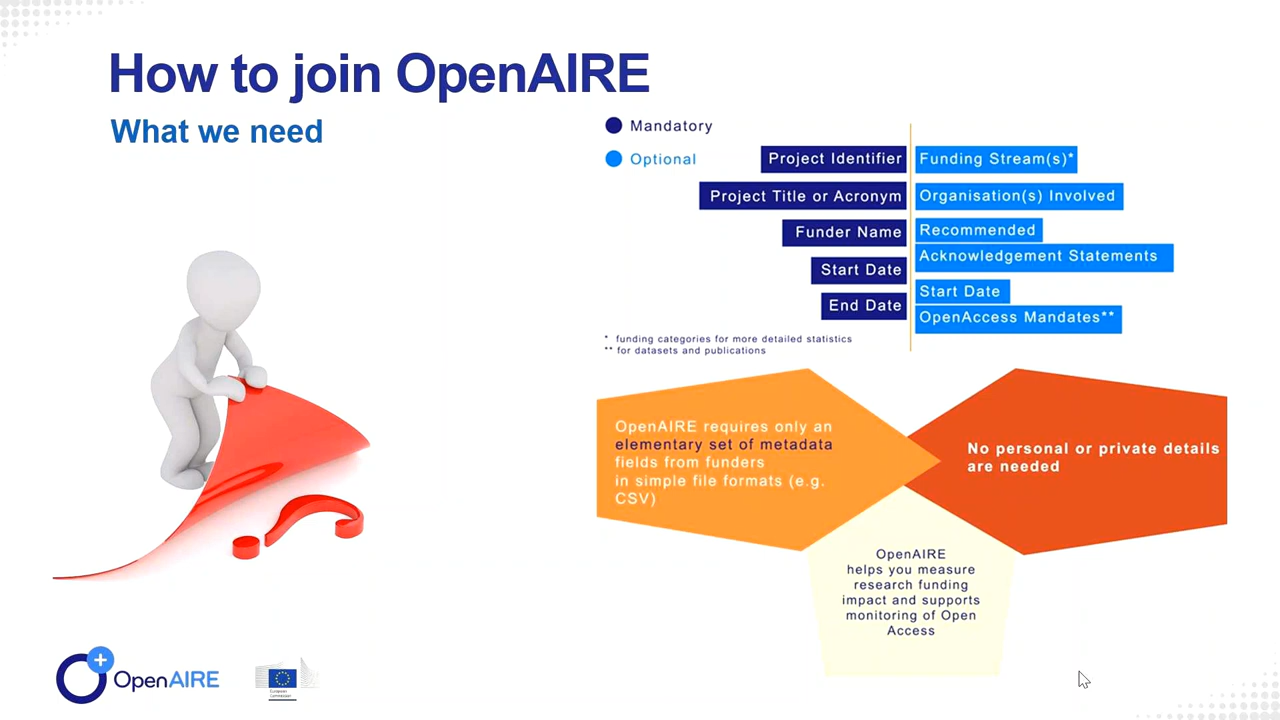 How to join OpenAIRE
What we need
Mandatory
Optional
Project Identifier
Project Title or Acronym
Funder Name
Start Date
End Date
Funding Stream(s)*
Organisation(s) Involved
Recommended
Acknowledgement Statements
Start Date
OpenAccess Mandates**
* funding categories for more detailed statistics
** for datasets and publications
OpenAIRE requires only an
elementary set of metadata
fields from funders
in simple file formats (e.g.
CSV)
No personal or private details
are needed
OpenAIRE
helps you measure
research funding
impact and supports
monitoring of Open
Access
OpenAIRE
European
Commission